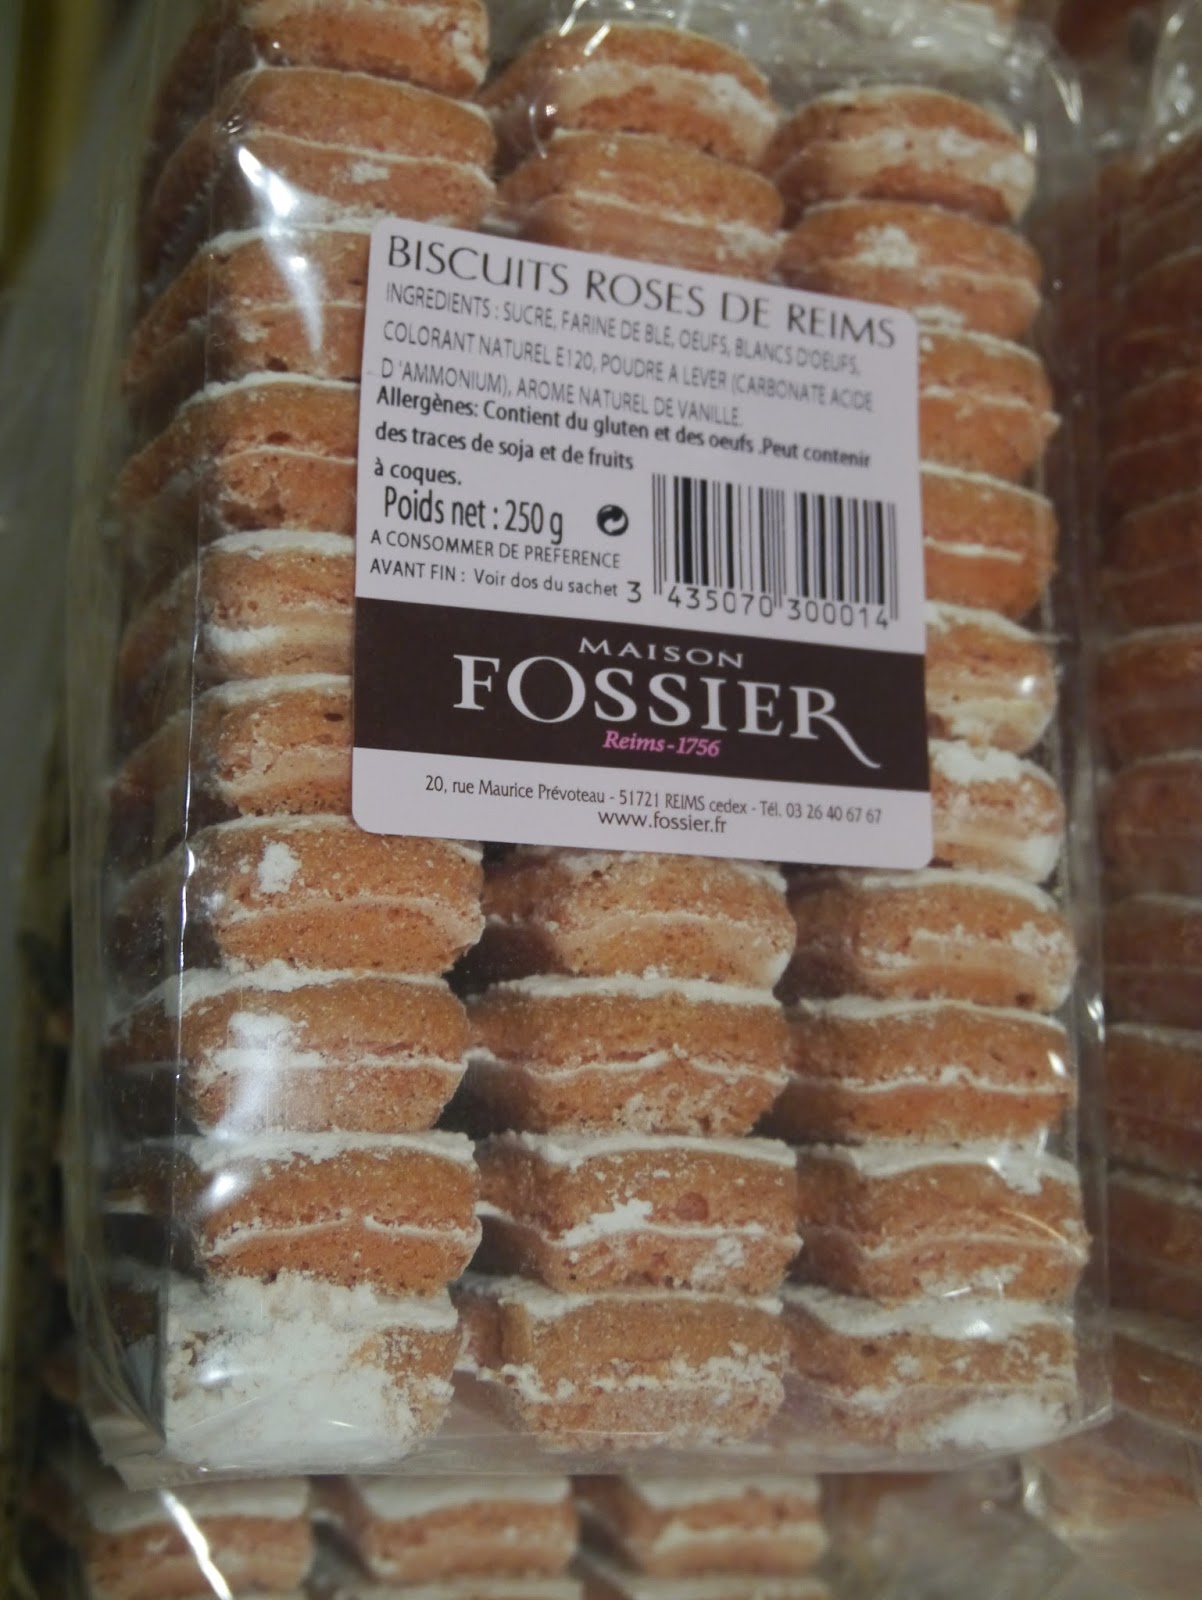 BISCUITS ROSES DE REIMS
INGREDIENTS : SUCRE, FARINE DE BLE, OEUFS, BLANCS D'OEUFS,
COLORANT NATUREL E120, POUDRE A LEVER (CARBONATE ACIDE
D 'AMMONIUM), AROME NATUREL DE VANILLE.
Allergènes: Contient du gluten et des oeufs .Peut contenir
des traces de soja et de fruits
à coques.
Poids net : 250 g
A CONSOMMER DE PREFERENCE
AVANT FIN : Voir dos du sachet
3 435070 300014
MAISON
FOSSIER
Reims-1756
20, rue Maurice Prévoteau - 51721 REIMS cedex - Tél. 03 26 40 67 67
www.fossier.fr